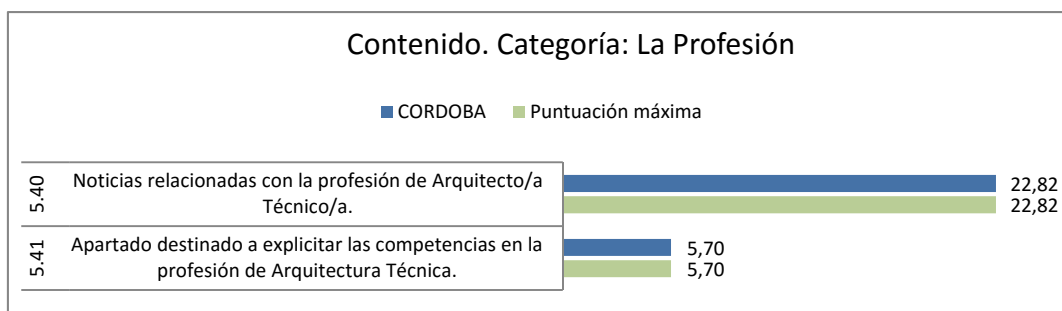 Contenido. Categoría: La Profesión
CORDOBA
Puntuación máxima
5.40
Noticias relacionadas con la profesión de Arquitecto/a
Técnico/a.
22,82
22,82
5.41
Apartado destinado a explicitar las competencias en la
profesión de Arquitectura Técnica.
5,70
5,70